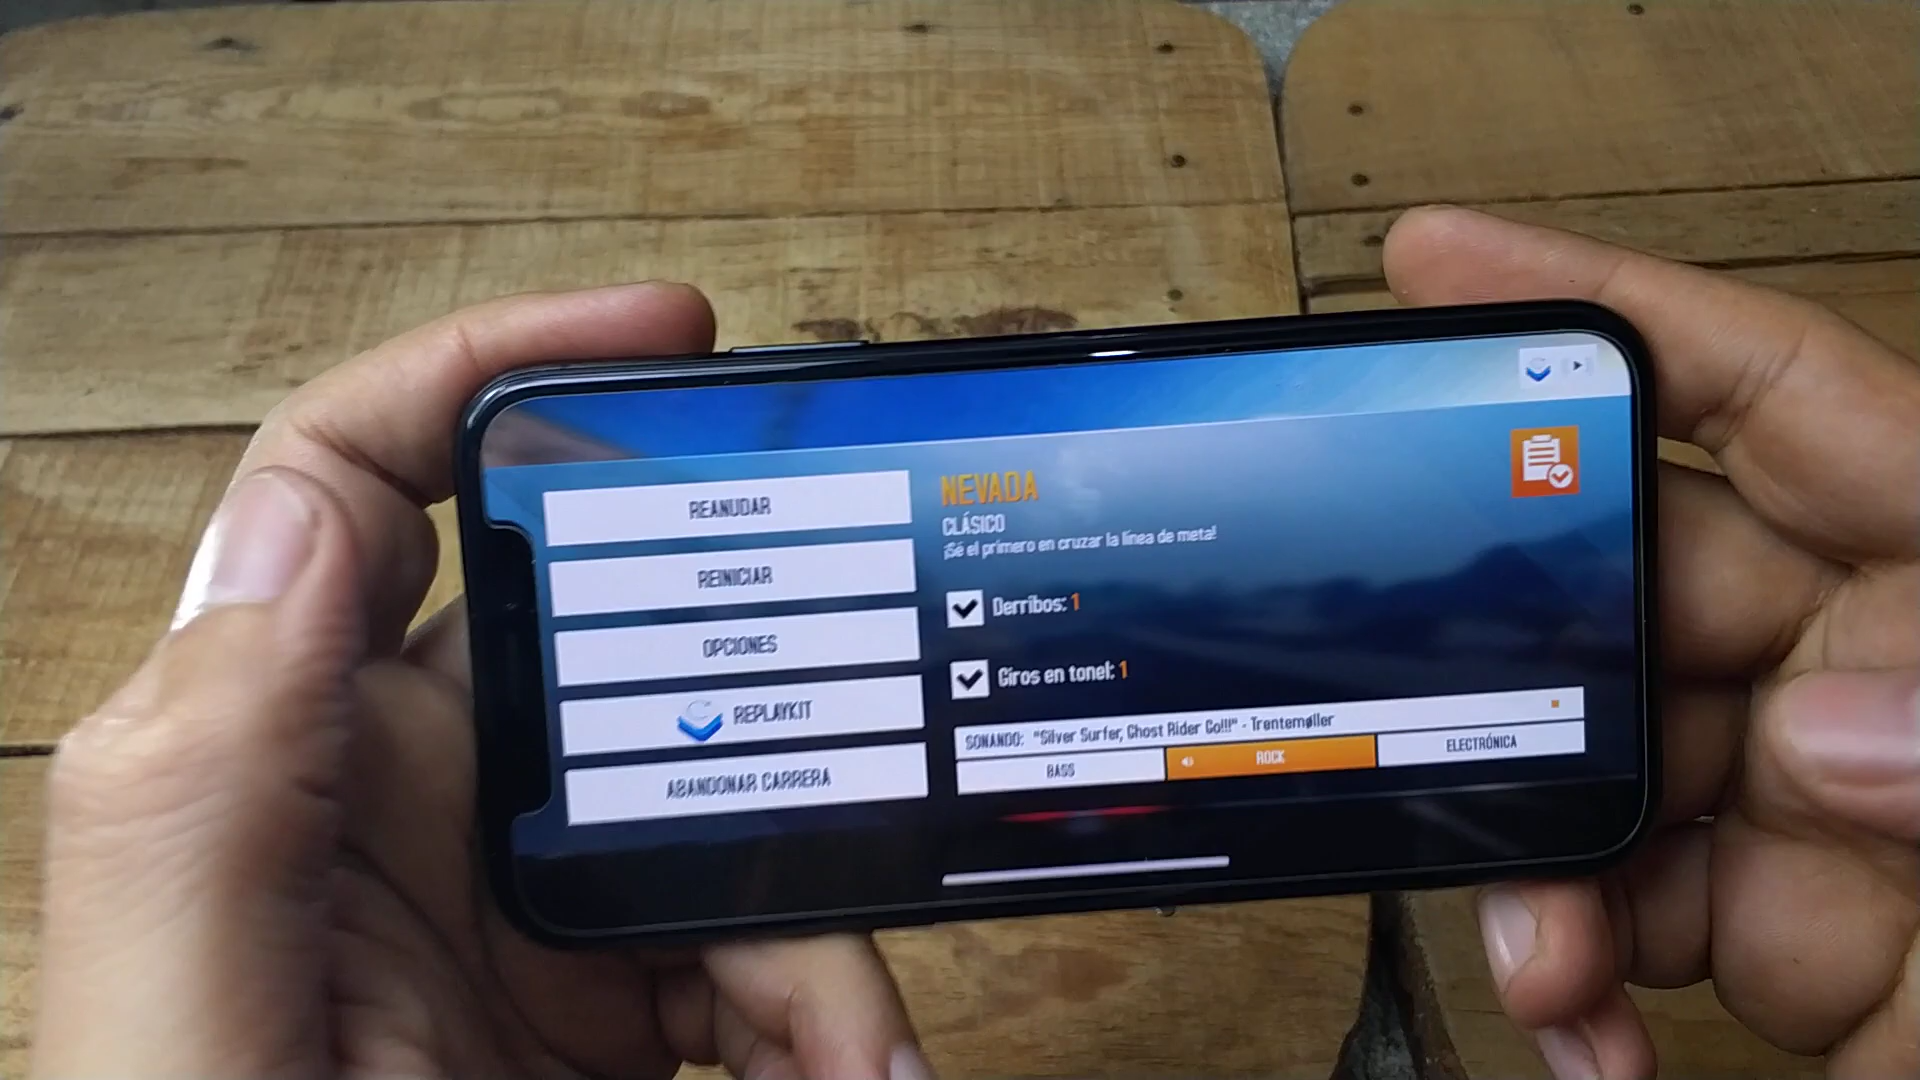 REANUDAR
REINICIAR
OPCIONES
REPLAYKIT
ABANDONAR CARRERA
NEVADA
CLÁSICO
¡Sé el primero en cruzar la línea de meta!
Derribos: 1
Giros en tonel: 1
SONANDO: "Silver Surfer, Ghost Rider Go!!!" - Trentemøller
BASS
ROCK
ELECTRÓNICA